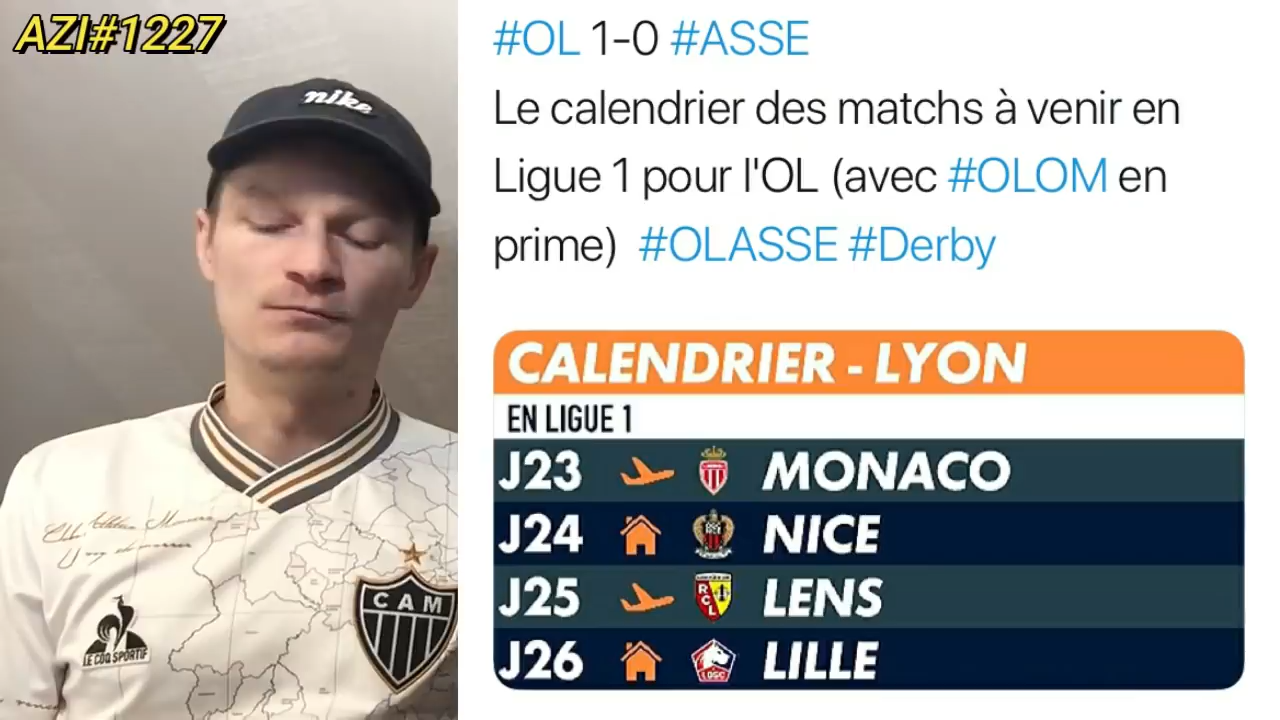 AZI#1227
nike
LE COQ SPORTIF
CAM
#OL 1-0 #ASSE
Le calendrier des matchs à venir en
Ligue 1 pour l'OL (avec #OLOM en
prime) #OLASSE #Derby
CALENDRIER - LYON
EN LIGUE 1
J23 MONACO
J24 NICE
J25 RCL LENS
J26 LOSC LILLE